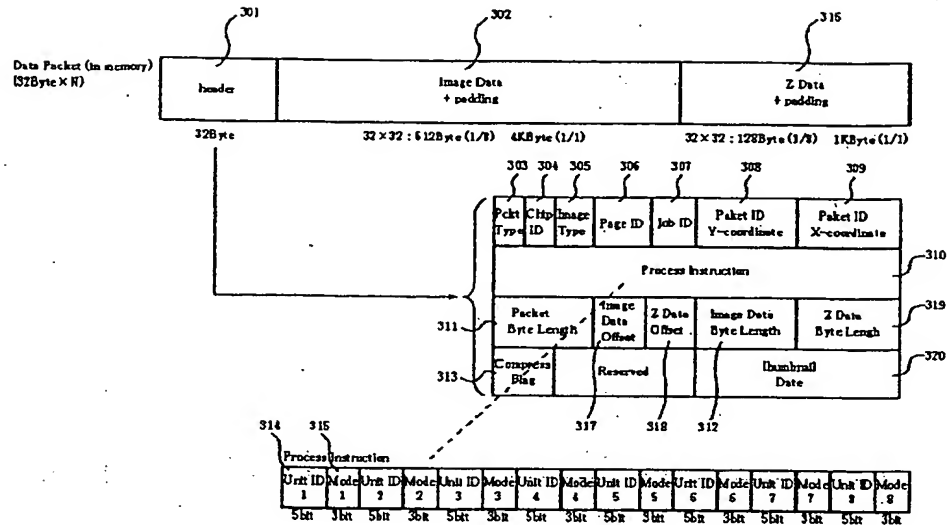 301
302
316
Data Packet (in memory)
(32Byte × N)
header
Image Data
+ padding
Z Data
+ padding
32Byte
32×32 : 512Byte (1/8) 4KByte (1/1)
32×32 : 128Byte (1/8) 1KByte (1/1)
303 304 305 306 307 308 309
Pckt Type
Chip ID
Image Type
Page ID
Job ID
Paket ID
Y-coordinate
Paket ID
X-coordinate
Process Instruction
310
311
Packet
Byte Length
Image
Data
Offset
Z Data
Offset
Image Data
Byte Length
Z Data
Byte Length
319
313
Compress
Blag
Reserved
Thumbnail
Date
320
317 318 312
314 315
Process Instruction
Unit ID 1
Mode 1
Unit ID 2
Mode 2
Unit ID 3
Mode 3
Unit ID 4
Mode 4
Unit ID 5
Mode 5
Unit ID 6
Mode 6
Unit ID 7
Mode 7
Unit ID 8
Mode 8
5bit 3bit 5bit 3bit 5bit 3bit 5bit 3bit 5bit 3bit 5bit 3bit 5bit 3bit 5bit 3bit